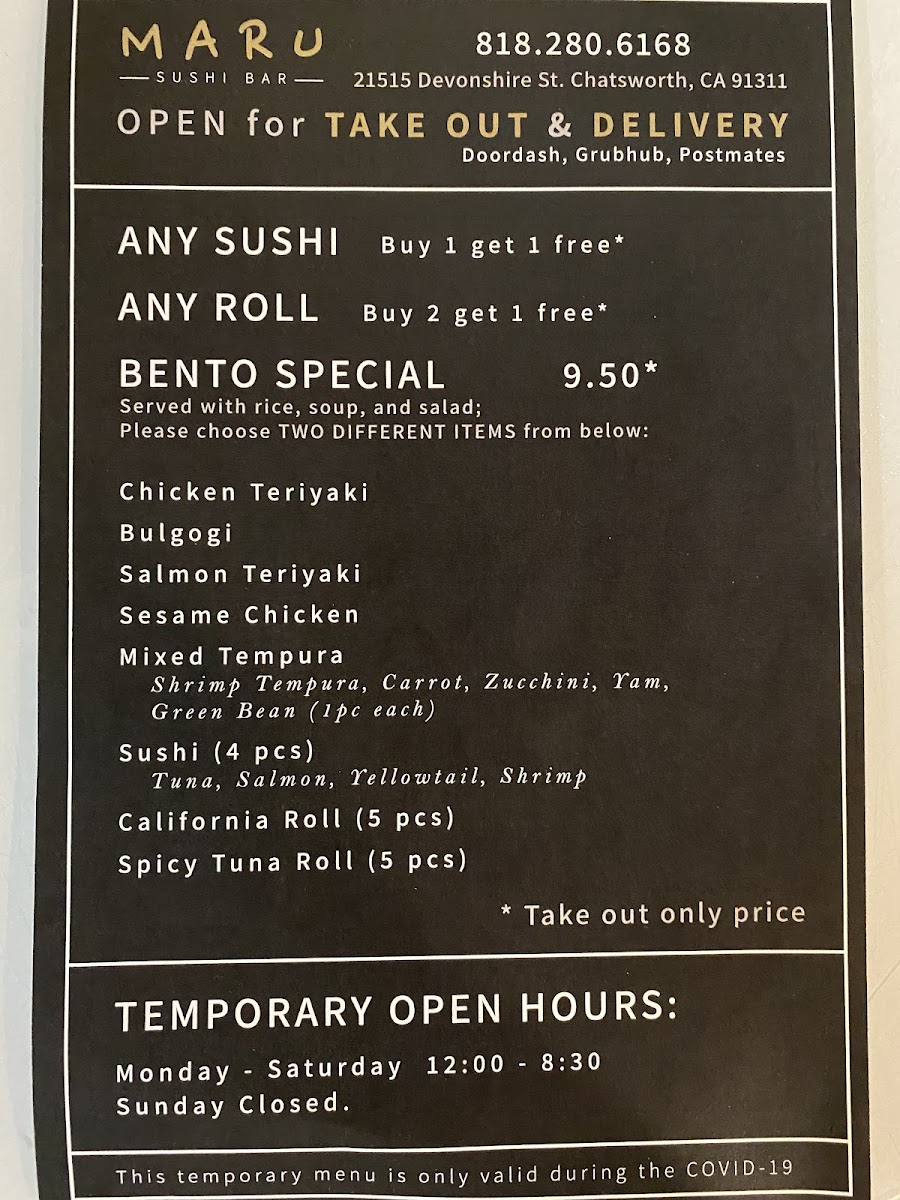 MARU
SUSHI BAR
818.280.6168
21515 Devonshire St. Chatsworth, CA 91311
OPEN for TAKE OUT & DELIVERY
Doordash, Grubhub, Postmates
ANY SUSHI Buy 1 get 1 free*
ANY ROLL Buy 2 get 1 free*
BENTO SPECIAL 9.50*
Served with rice, soup, and salad;
Please choose TWO DIFFERENT ITEMS from below:
Chicken Teriyaki
Bulgogi
Salmon Teriyaki
Sesame Chicken
Mixed Tempura
Shrimp Tempura, Carrot, Zucchini, Yam,
Green Bean (1pc each)
Sushi (4 pcs)
Tuna, Salmon, Yellowtail, Shrimp
California Roll (5 pcs)
Spicy Tuna Roll (5 pcs)
* Take out only price
TEMPORARY OPEN HOURS:
Monday - Saturday 12:00 - 8:30
Sunday Closed.
This temporary menu is only valid during the COVID-19